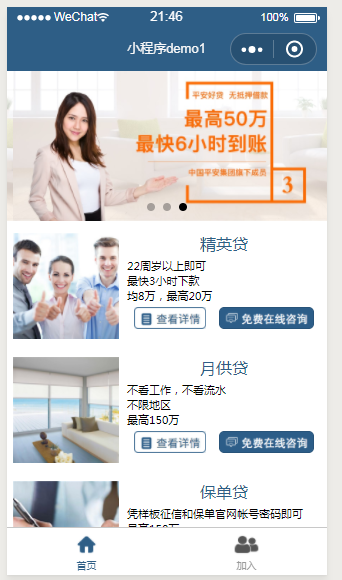 WeChat
21:46
100%
小程序demo1
平安好贷 无抵押借款
最高50万
最快6小时到账
中国平安集团旗下成员
3
精英贷
22周岁以上即可
最快3小时下款
均8万，最高20万
查看详情
免费在线咨询
月供贷
不看工作，不看流水
不限地区
最高150万
查看详情
免费在线咨询
保单贷
凭样板征信和保单官网帐号密码即可
最高150万
首页
加入